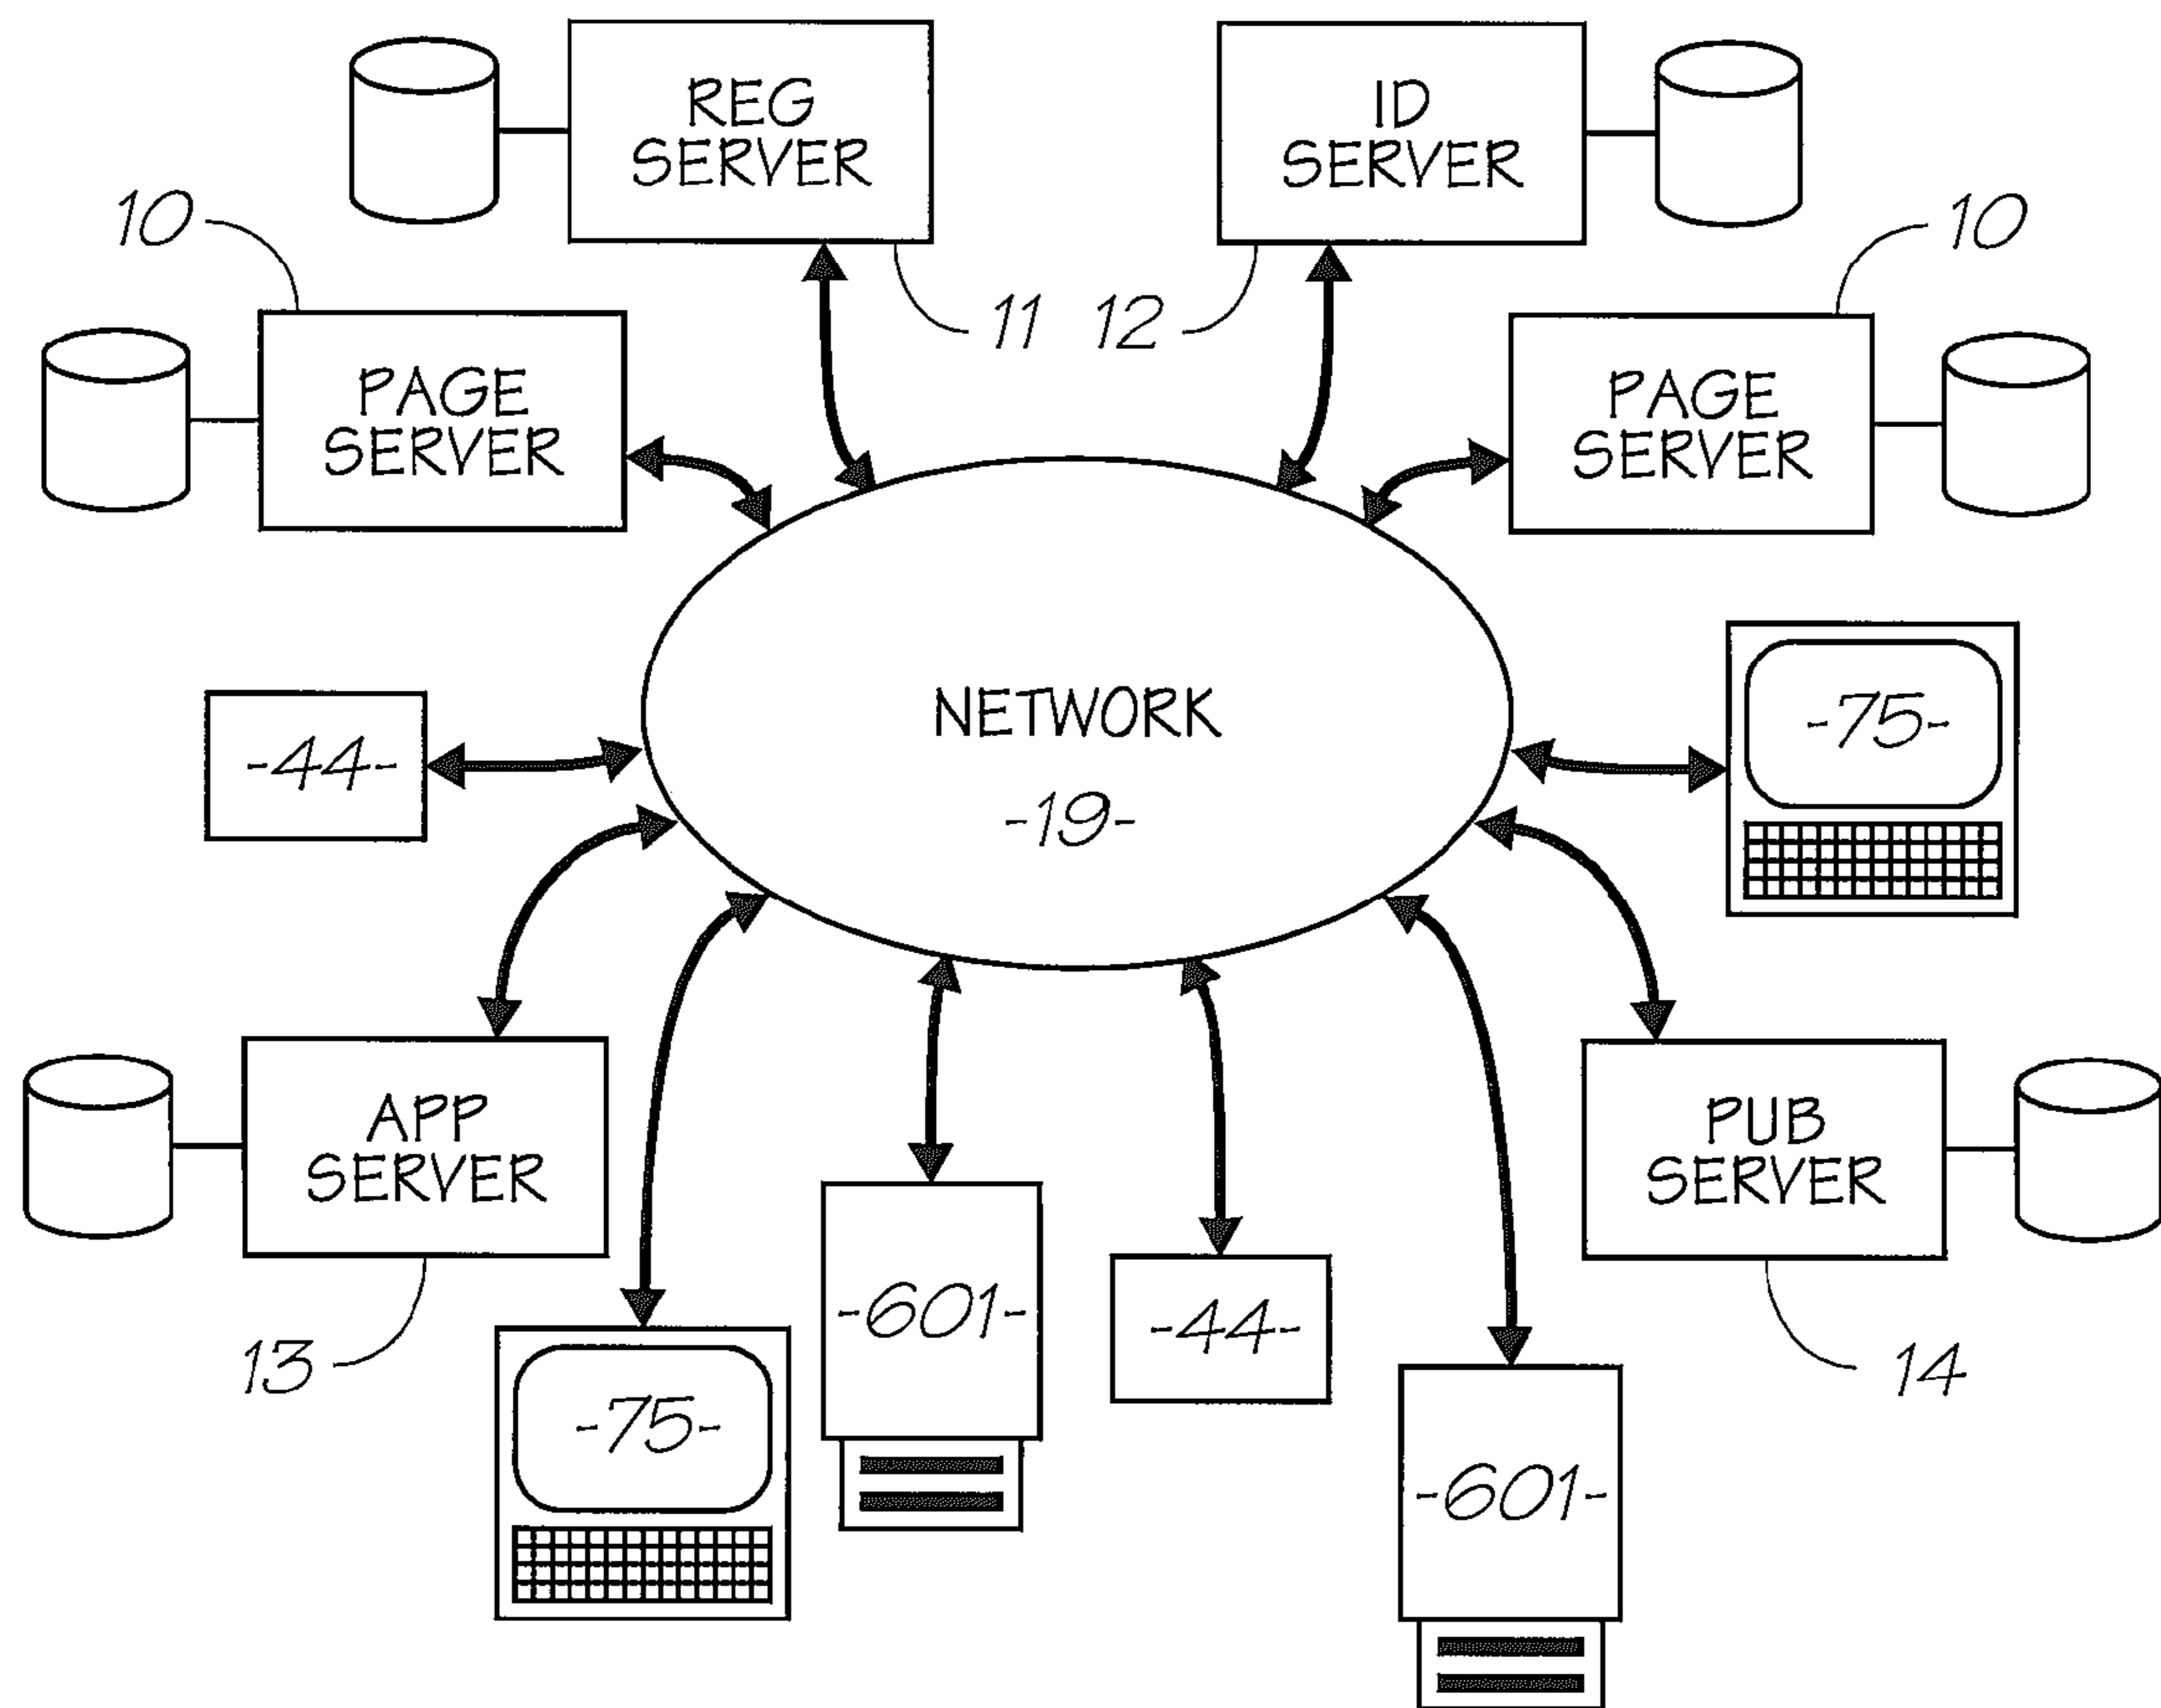 REG
SERVER
ID
SERVER
10
10
11
12
PAGE
SERVER
PAGE
SERVER
NETWORK
-19-
-44-
-75-
APP
SERVER
PUB
SERVER
-601-
-44-
13
14
-75-
-601-